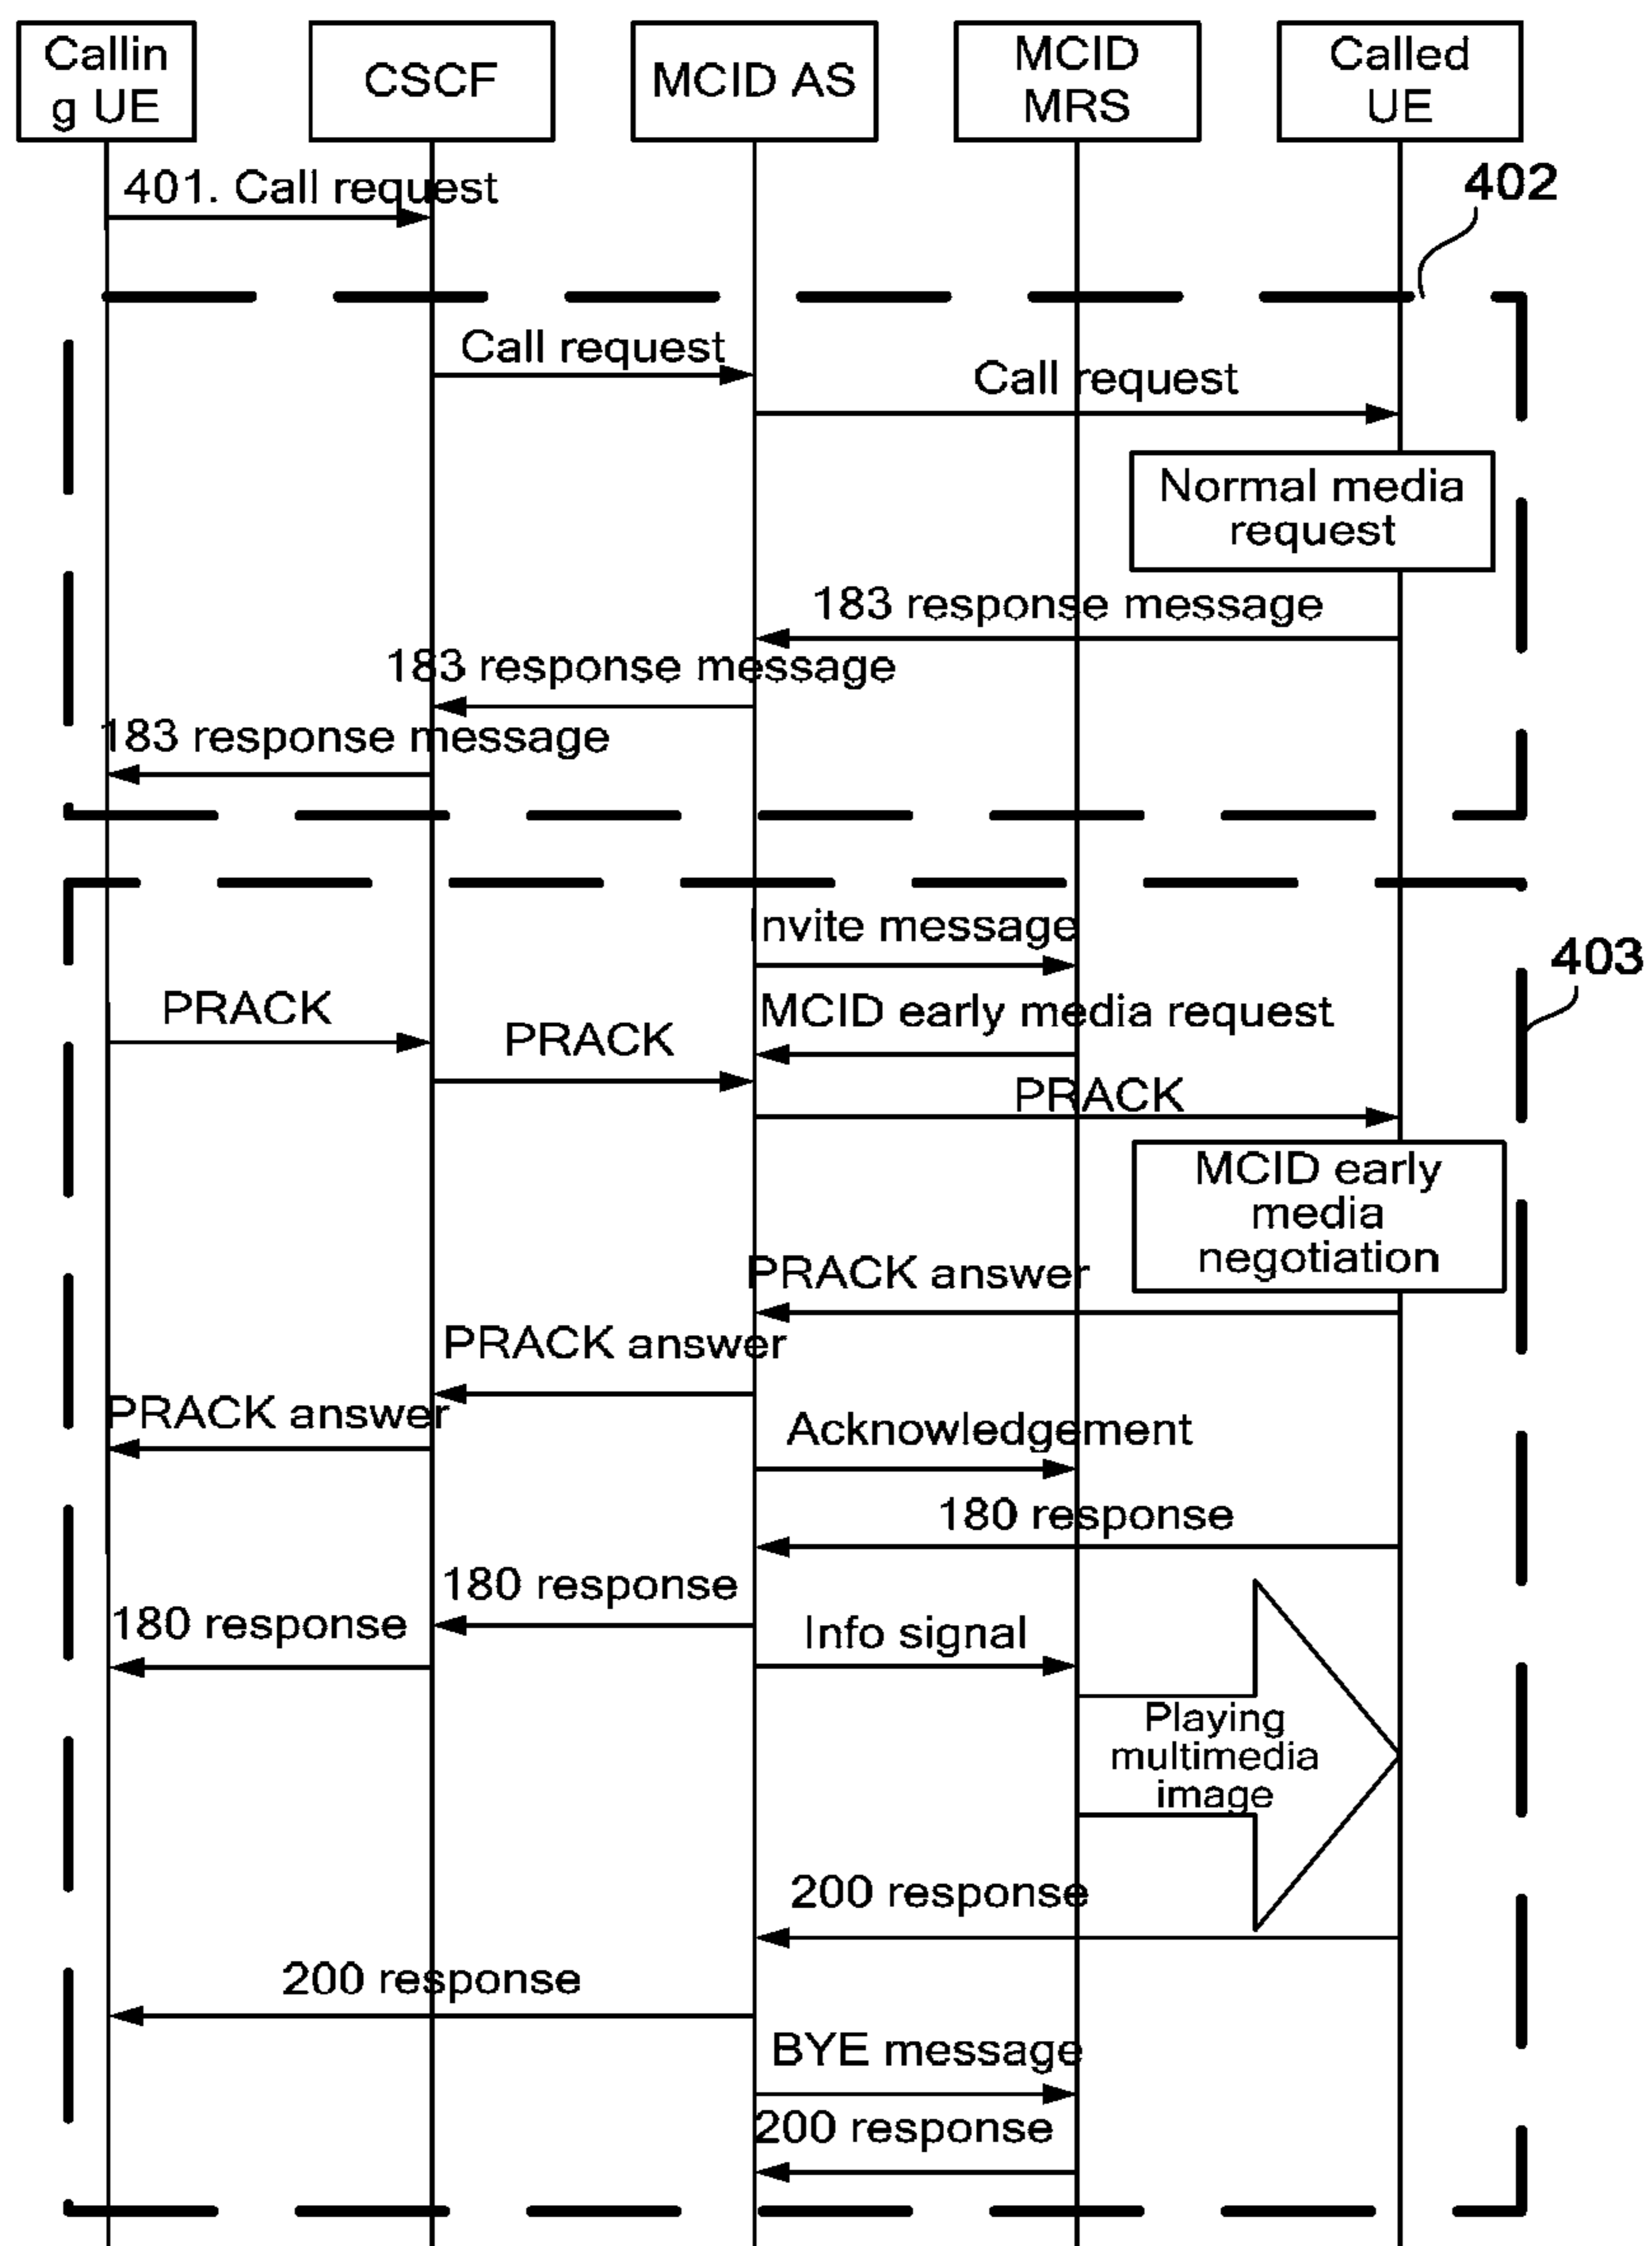 Callin
g UE
CSCF
MCID AS
MCID
MRS
Called
UE
401. Call request
402
Call request
Call request
Normal media
request
183 response message
183 response message
183 response message
Invite message
403
PRACK
MCID early media request
PRACK
PRACK
MCID early
media
negotiation
PRACK answer
PRACK answer
PRACK answer
Acknowledgement
180 response
180 response
180 response
Info signal
Playing
multimedia
image
200 response
200 response
BYE message
200 response